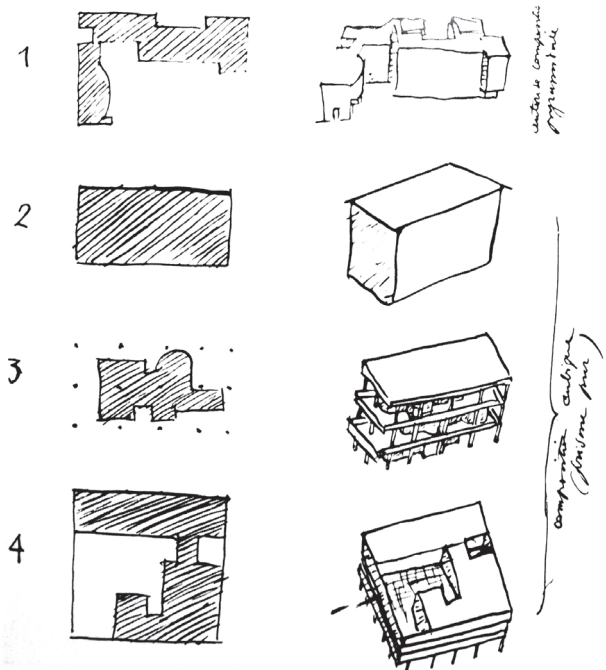 1
composition
pyramidale
2
3
4
composition cubique
(prisme pur)